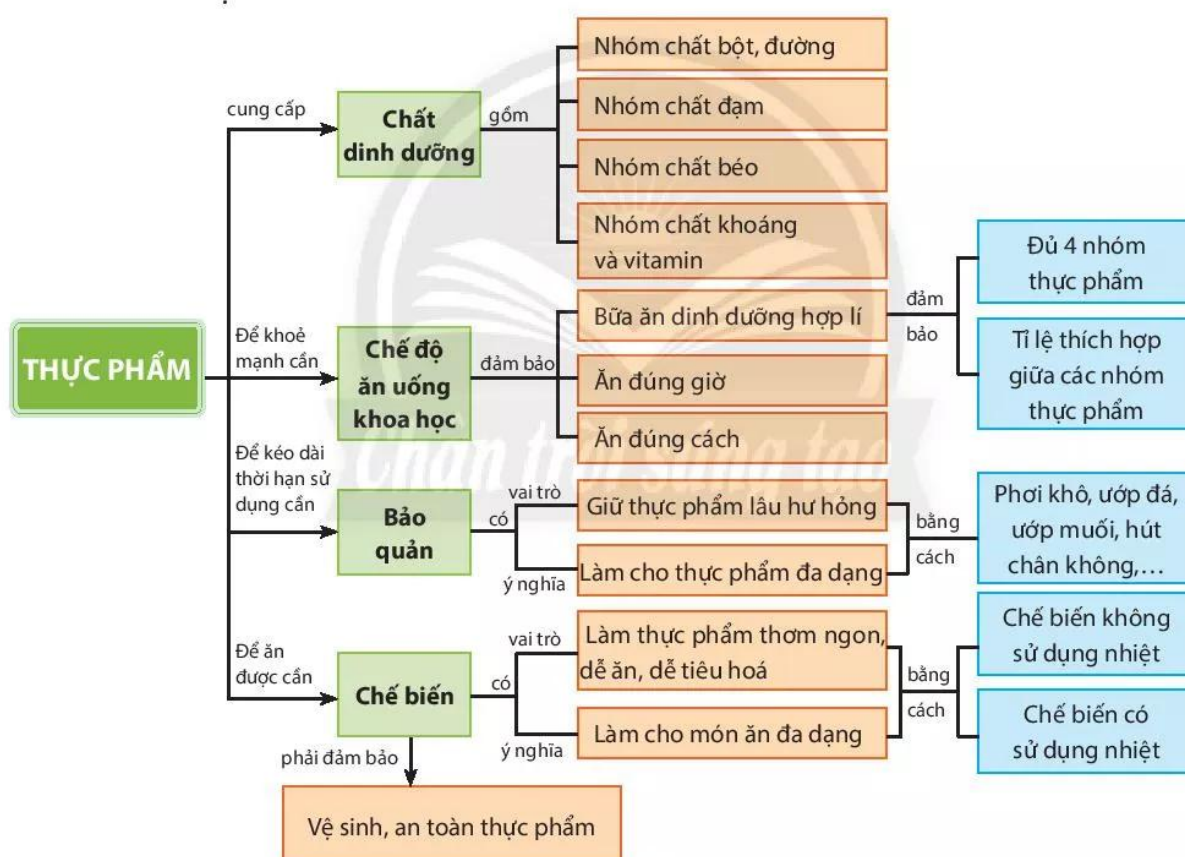 cung cấp
Chất
dinh dưỡng
gồm
Nhóm chất bột, đường
Nhóm chất đạm
Nhóm chất béo
Nhóm chất khoáng
và vitamin
THỰC PHẨM
Để khoẻ
mạnh cần
Chế độ
ăn uống
khoa học
đảm bảo
Bữa ăn dinh dưỡng hợp lí
đảm
bảo
Đủ 4 nhóm
thực phẩm
Tỉ lệ thích hợp
giữa các nhóm
thực phẩm
Ăn đúng giờ
Ăn đúng cách
Chân trời sáng tạo
Để kéo dài
thời hạn sử
dụng cần
Bảo
quản
có
vai trò
Giữ thực phẩm lâu hư hỏng
ý nghĩa
Làm cho thực phẩm đa dạng
bằng
cách
Phơi khô, ướp đá,
ướp muối, hút
chân không,...
Để ăn
được cần
Chế biến
có
vai trò
Làm thực phẩm thơm ngon,
dễ ăn, dễ tiêu hoá
ý nghĩa
Làm cho món ăn đa dạng
bằng
cách
Chế biến không
sử dụng nhiệt
Chế biến có
sử dụng nhiệt
phải đảm bảo
Vệ sinh, an toàn thực phẩm